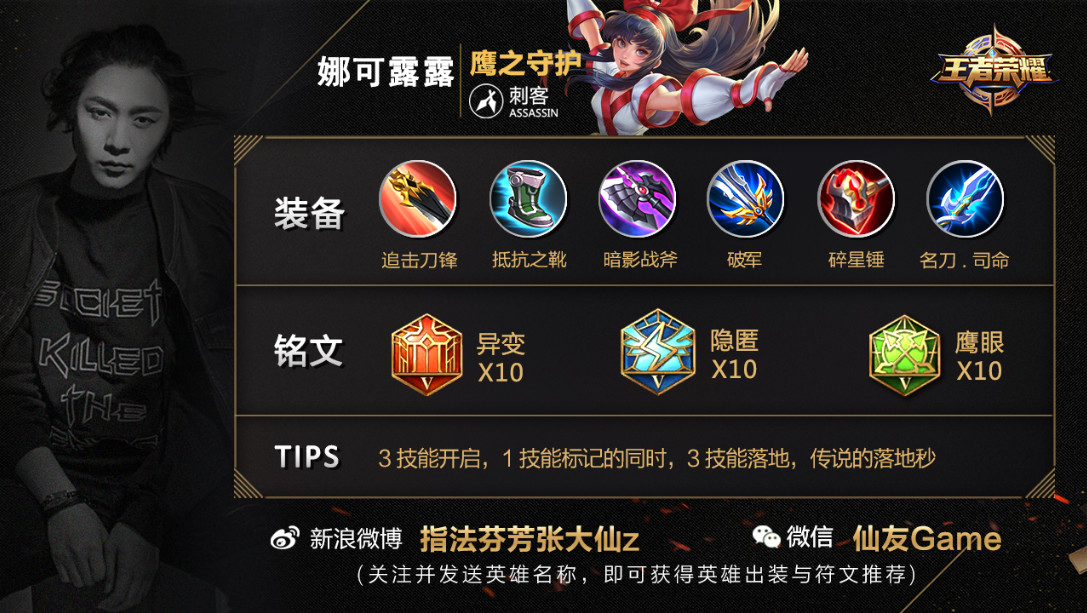 娜可露露
鹰之守护
刺客
ASSASSIN
王者荣耀
装备
追击刀锋 抵抗之靴 暗影战斧 破军 碎星锤 名刀.司命
铭文
异变
X10
隐匿
X10
鹰眼
X10
V V V
TIPS
3技能开启，1技能标记的同时，3技能落地，传说的落地秒
新浪微博 指法芬芳张大仙z 微信 仙友Game
(关注并发送英雄名称，即可获得英雄出装与符文推荐)
SOCIET
KILLED
THE